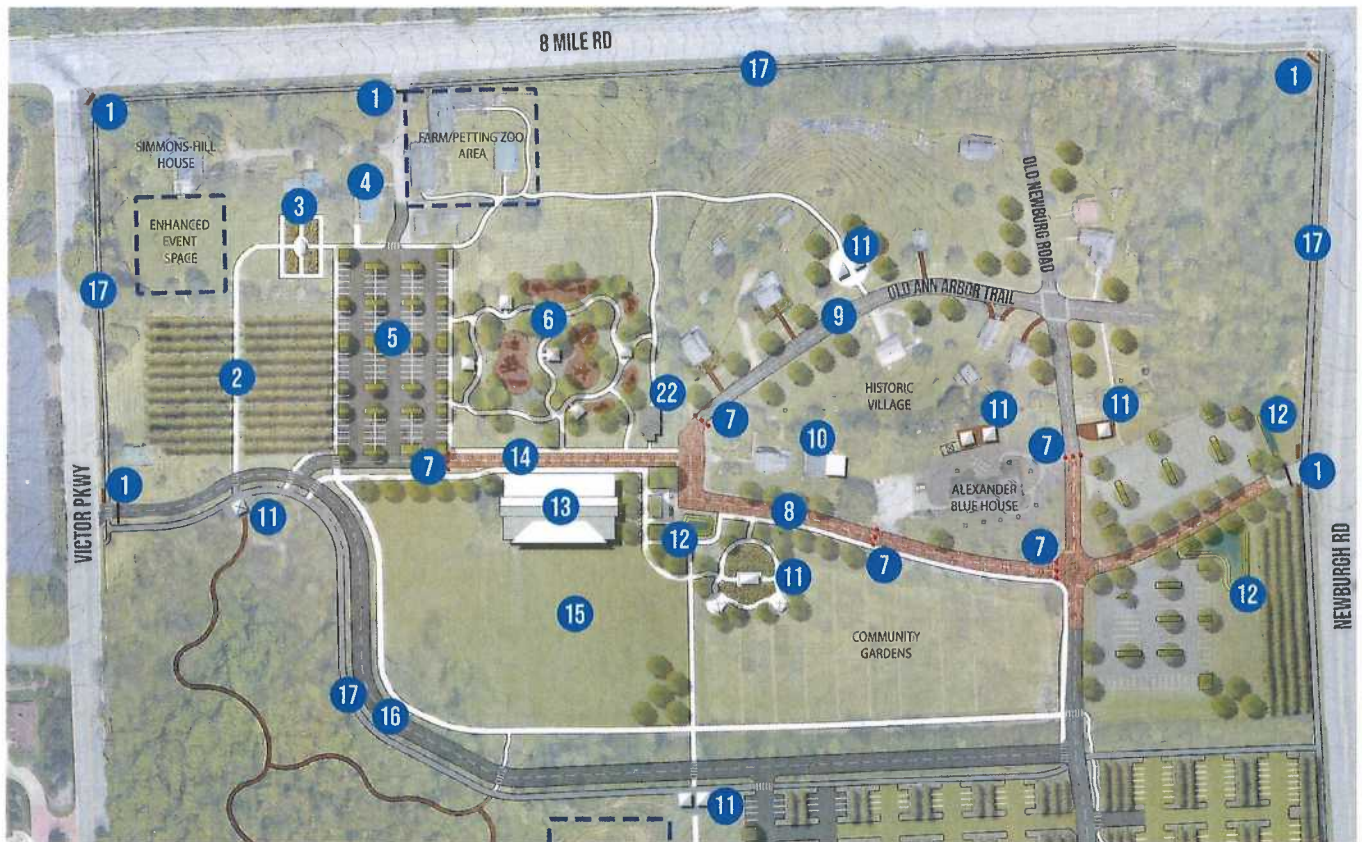 8 MILE RD
17
1
1
1
SIMMONS-HILL
HOUSE
FARM/PETTING ZOO
AREA
4
3
ENHANCED
EVENT
SPACE
OLD NEWBURG ROAD
11
17
17
OLD ANN ARBOR TRAIL
9
6
5
2
22
HISTORIC
VILLAGE
7
11
11
12
10
7
14
7
1
1
ALEXANDER
BLUE HOUSE
VICTOR PKWY
11
13
8
12
7
7
11
12
NEWBURGH RD
15
COMMUNITY
GARDENS
17
16
11